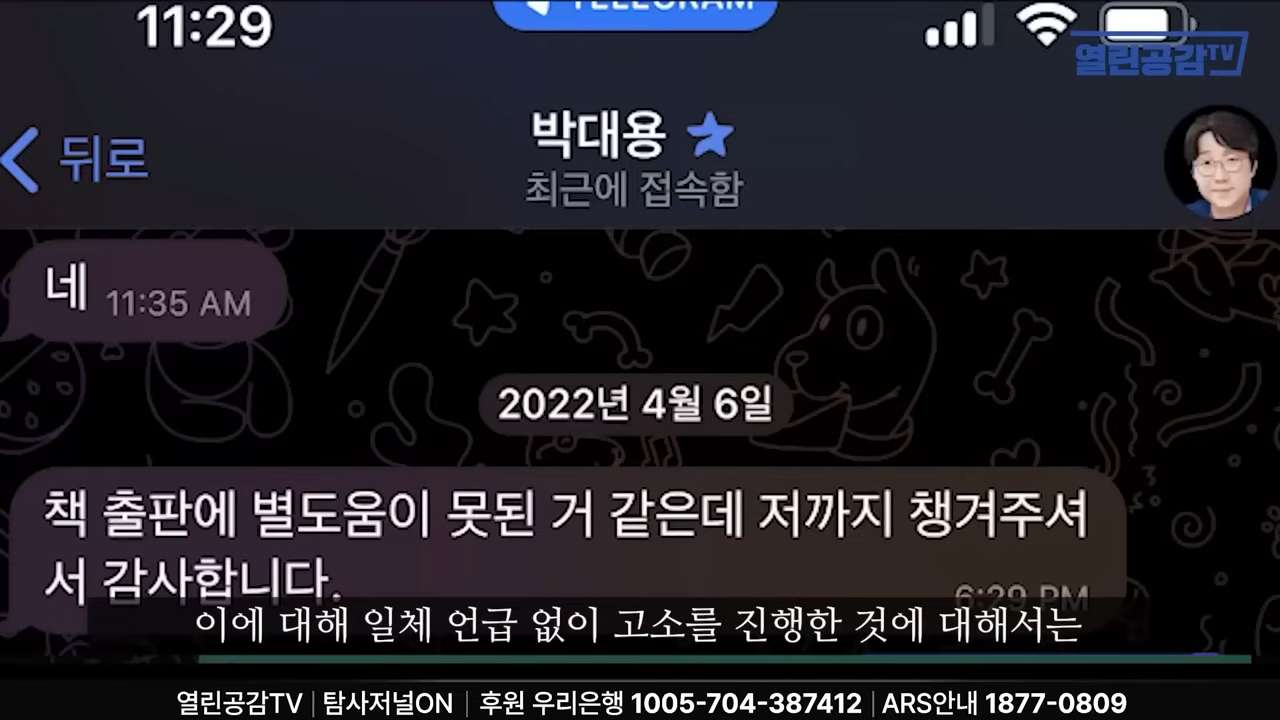 11:29
TELEGRAM
열린공감TV
뒤로
박대용
최근에 접속함
네 11:35 AM
2022년 4월 6일
책 출판에 별도움이 못된 거 같은데 저까지 챙겨주셔
서 감사합니다.
6:29 PM
이에 대해 일체 언급 없이 고소를 진행한 것에 대해서는
열린공감TV | 탐사저널ON | 후원 우리은행 1005-704-387412 | ARS안내 1877-0809